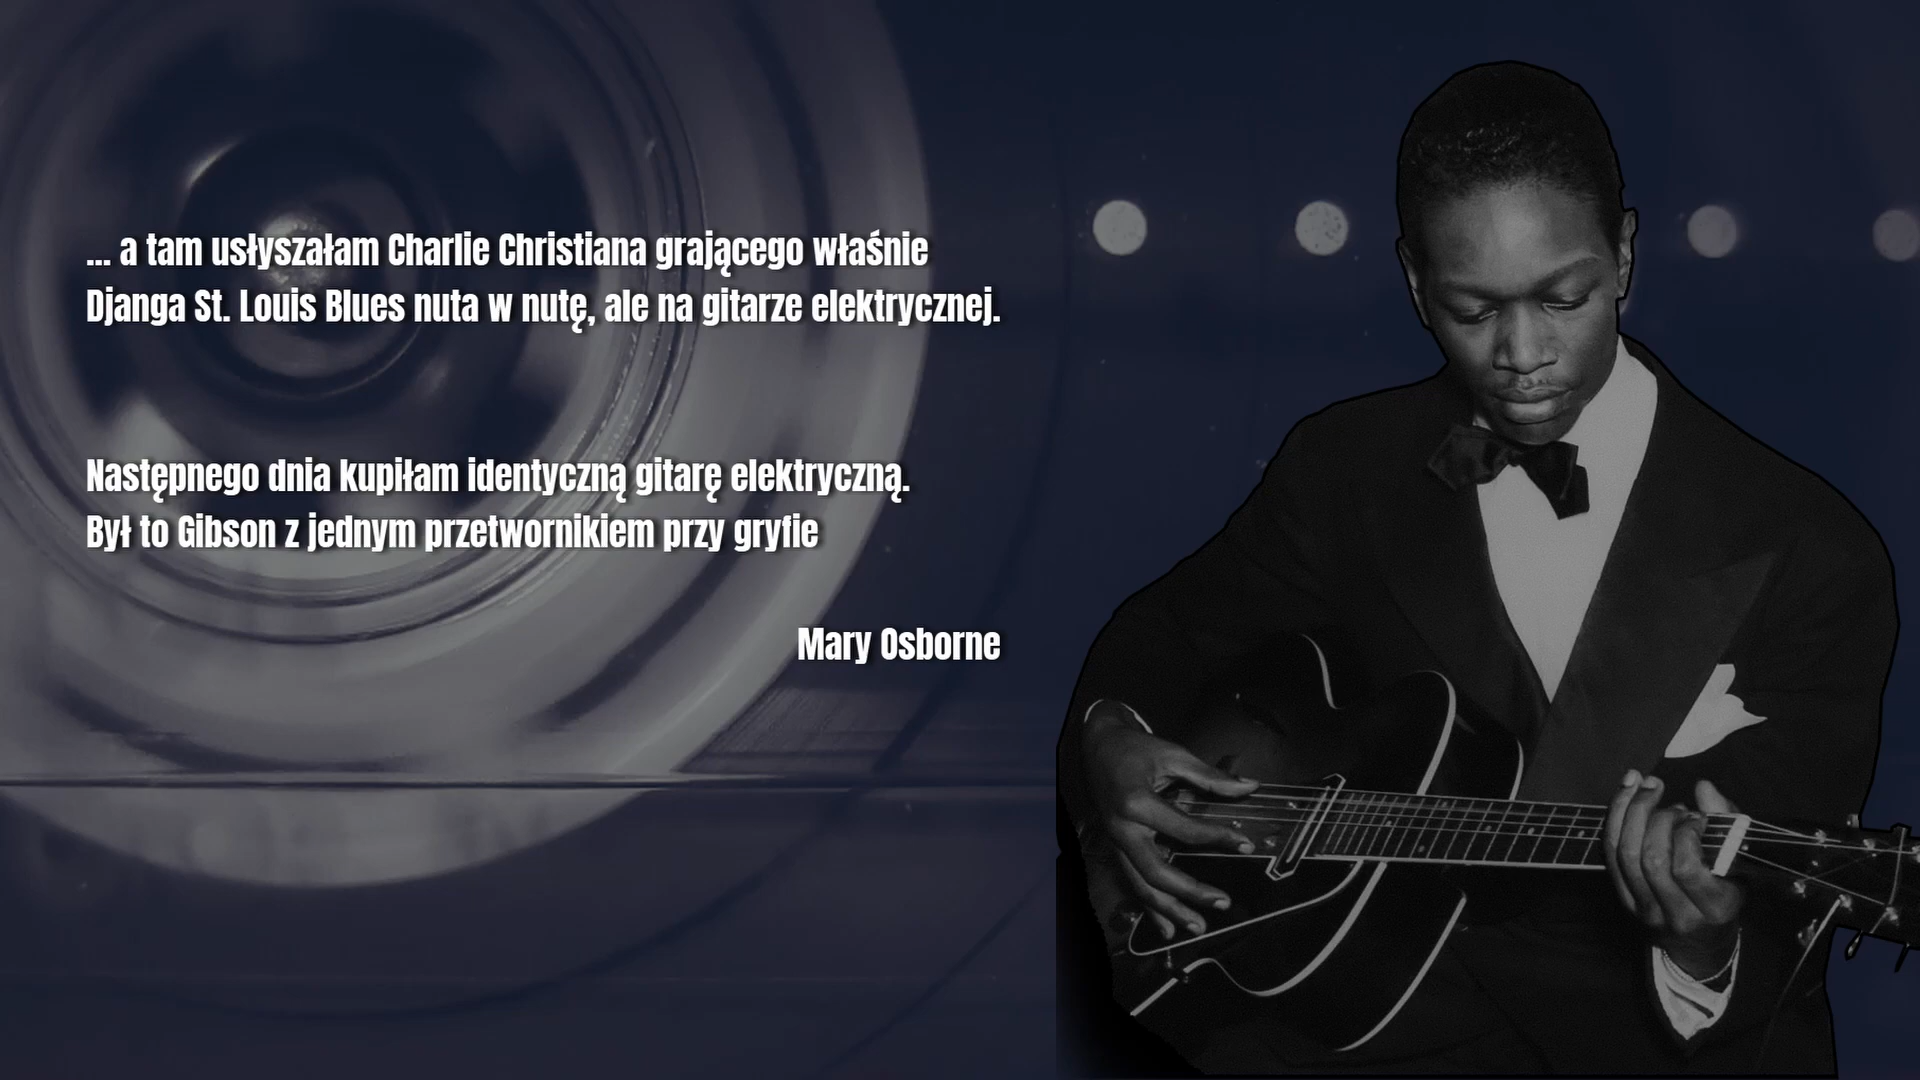 ... a tam usłyszałam Charlie Christiana grającego właśnie
Djanga St. Louis Blues nuta w nutę, ale na gitarze elektrycznej.
Następnego dnia kupiłam identyczną gitarę elektryczną.
Był to Gibson z jednym przetwornikiem przy gryfie
Mary Osborne